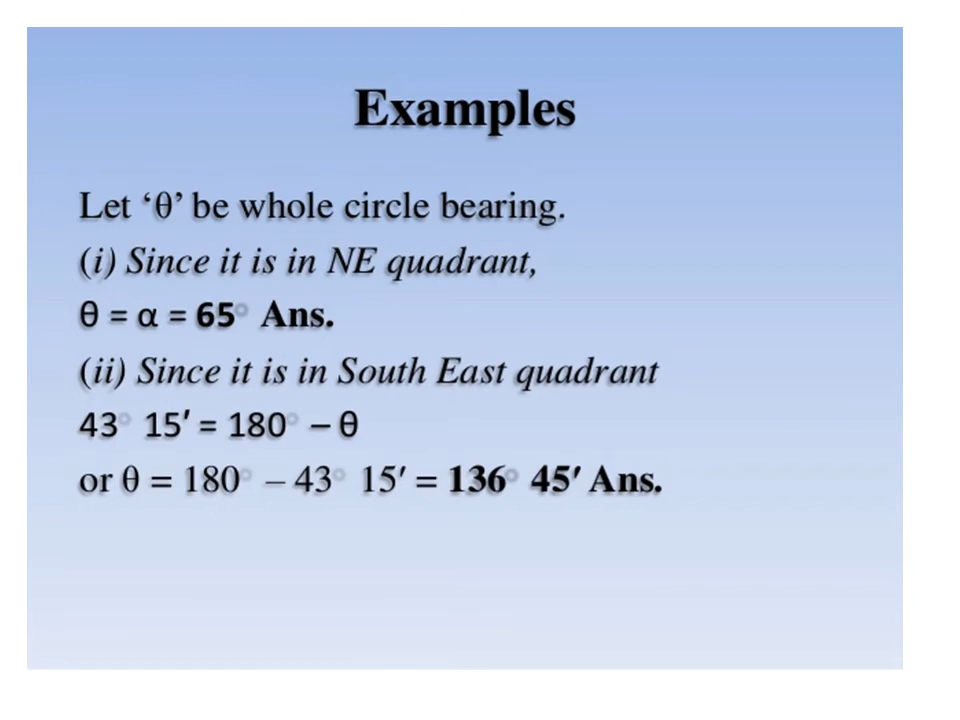 Examples
Let ‘θ’ be whole circle bearing.
(i) Since it is in NE quadrant,
θ = α = 65° Ans.
(ii) Since it is in South East quadrant
43° 15′ = 180° – θ
or θ = 180° – 43° 15′ = 136° 45′ Ans.